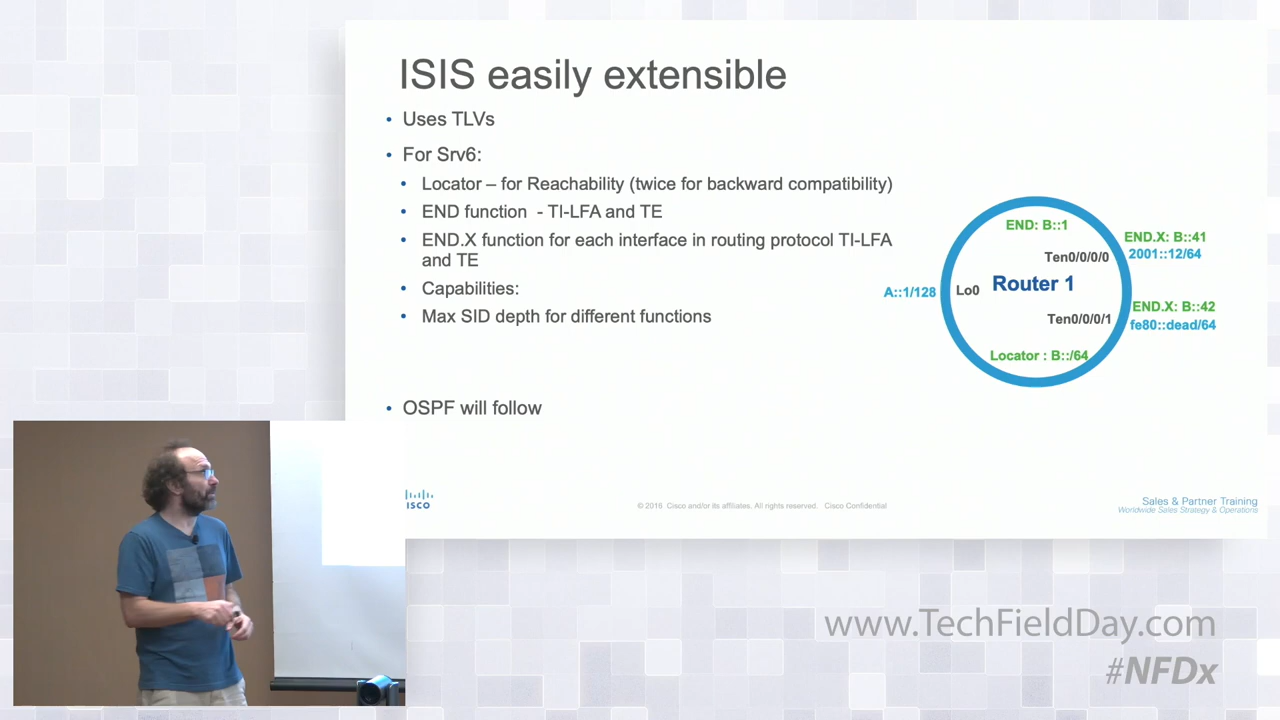 ISIS easily extensible
• Uses TLVs
• For Srv6:
• Locator – for Reachability (twice for backward compatibility)
• END function - TI-LFA and TE
• END.X function for each interface in routing protocol TI-LFA
and TE
• Capabilities:
• Max SID depth for different functions
• OSPF will follow
END: B::1
END.X: B::41
Ten0/0/0/0
2001::12/64
A::1/128
Lo0
Router 1
END.X: B::42
Ten0/0/0/1
fe80::dead/64
Locator : B::/64
ISCO
© 2016 Cisco and/or its affiliates. All rights reserved. Cisco Confidential
Sales & Partner Training
Worldwide Sales Strategy & Operations
www.TechFieldDay.com
#NFDx